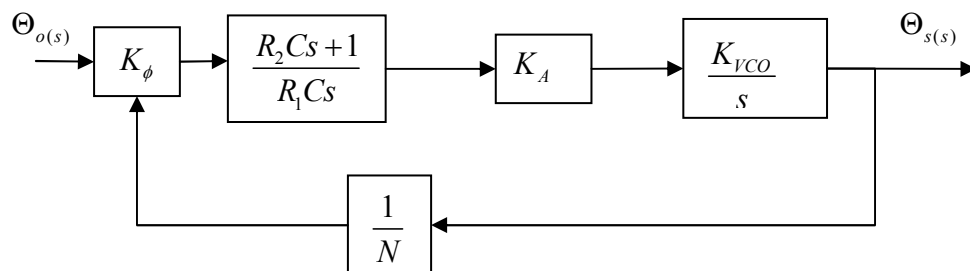 Θo(s)
Kϕ
R2Cs+1
R1Cs
KA
KVCO
s
Θs(s)
1
N